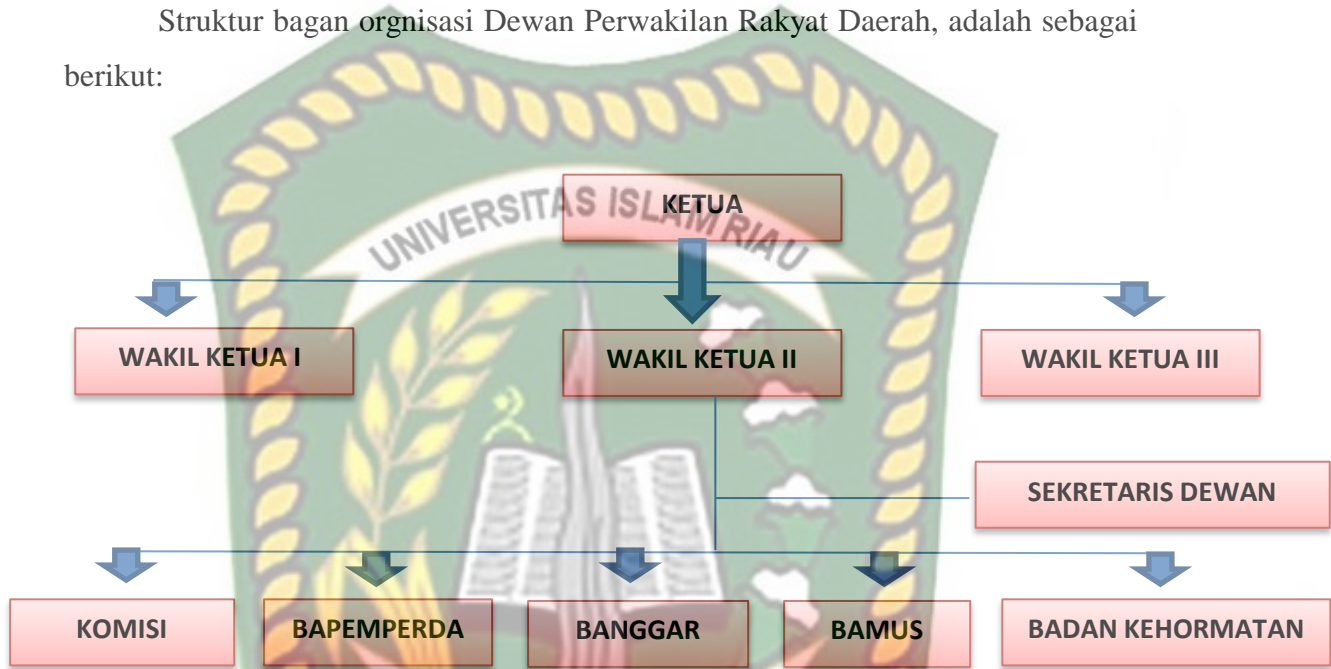 Struktur bagan orgnisasi Dewan Perwakilan Rakyat Daerah, adalah sebagai
berikut:
UNIVERSITAS ISLAM RIAU
KETUA
WAKIL KETUA I
WAKIL KETUA II
WAKIL KETUA III
SEKRETARIS DEWAN
KOMISI
BAPEMPERDA
BANGGAR
BAMUS
BADAN KEHORMATAN